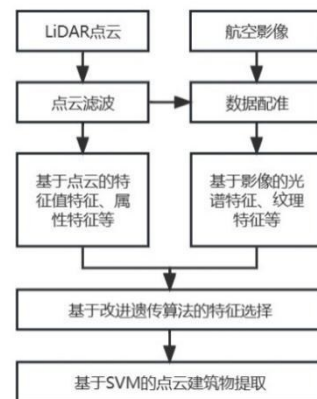 LiDAR点云
航空影像
点云滤波
数据配准
基于点云的特
征值特征、属
性特征等
基于影像的光
谱特征、纹理
特征等
基于改进遗传算法的特征选择
基于SVM的点云建筑物提取